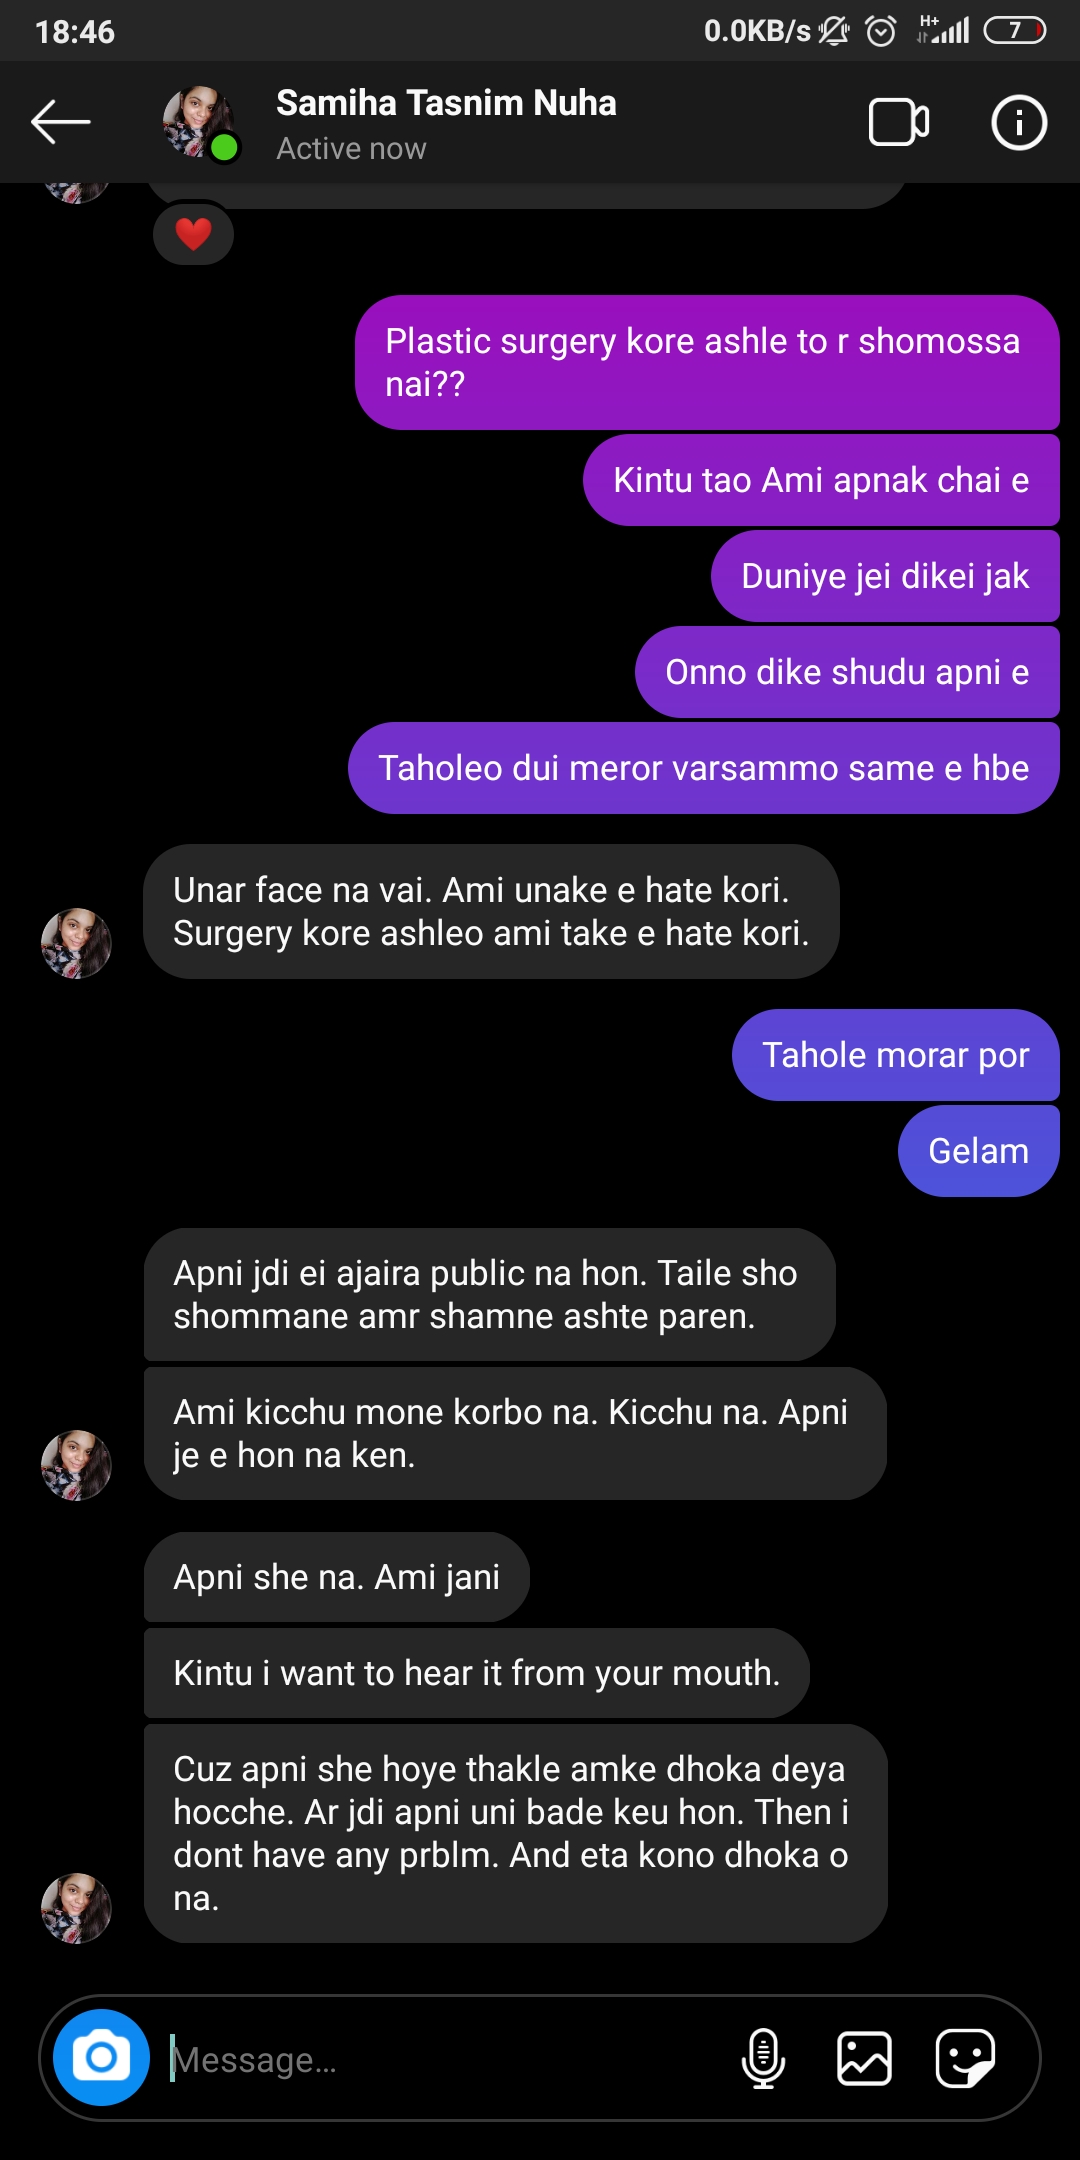 18:46
0.0KB/s
H+
7
Samiha Tasnim Nuha
Active now
Plastic surgery kore ashle to r shomossa
nai??
Kintu tao Ami apnak chai e
Duniye jei dikei jak
Onno dike shudu apni e
Taholeo dui meror varsammo same e hbe
Unar face na vai. Ami unake e hate kori.
Surgery kore ashleo ami take e hate kori.
Tahole morar por
Gelam
Apni jdi ei ajaira public na hon. Taile sho
shommane amr shamne ashte paren.
Ami kicchu mone korbo na. Kicchu na. Apni
je e hon na ken.
Apni she na. Ami jani
Kintu i want to hear it from your mouth.
Cuz apni she hoye thakle amke dhoka deya
hocche. Ar jdi apni uni bade keu hon. Then i
dont have any prblm. And eta kono dhoka o
na.
Message...